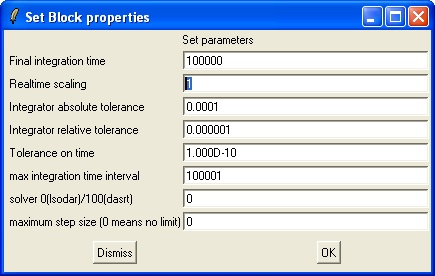 Set Block properties
Set parameters
Final integration time 100000
Realtime scaling 1
Integrator absolute tolerance 0.0001
Integrator relative tolerance 0.000001
Tolerance on time 1.000D-10
max integration time interval 100001
solver 0(lsodar)/100(dasrt) 0
maximum step size (0 means no limit) 0
Dismiss OK